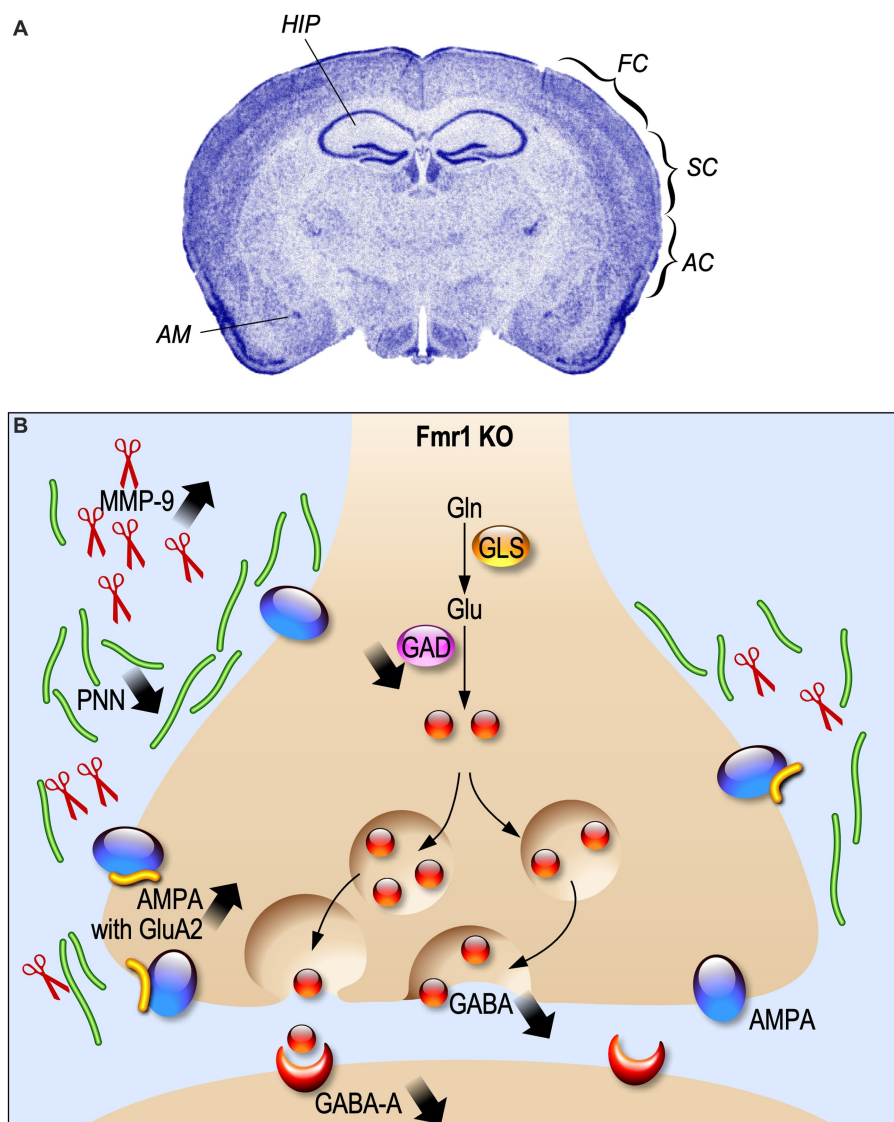 A
HIP
FC
SC
AC
AM
B
Fmr1 KO
MMP-9
Gln
GLS
Glu
GAD
PNN
AMPA
with GluA2
GABA
AMPA
GABA-A